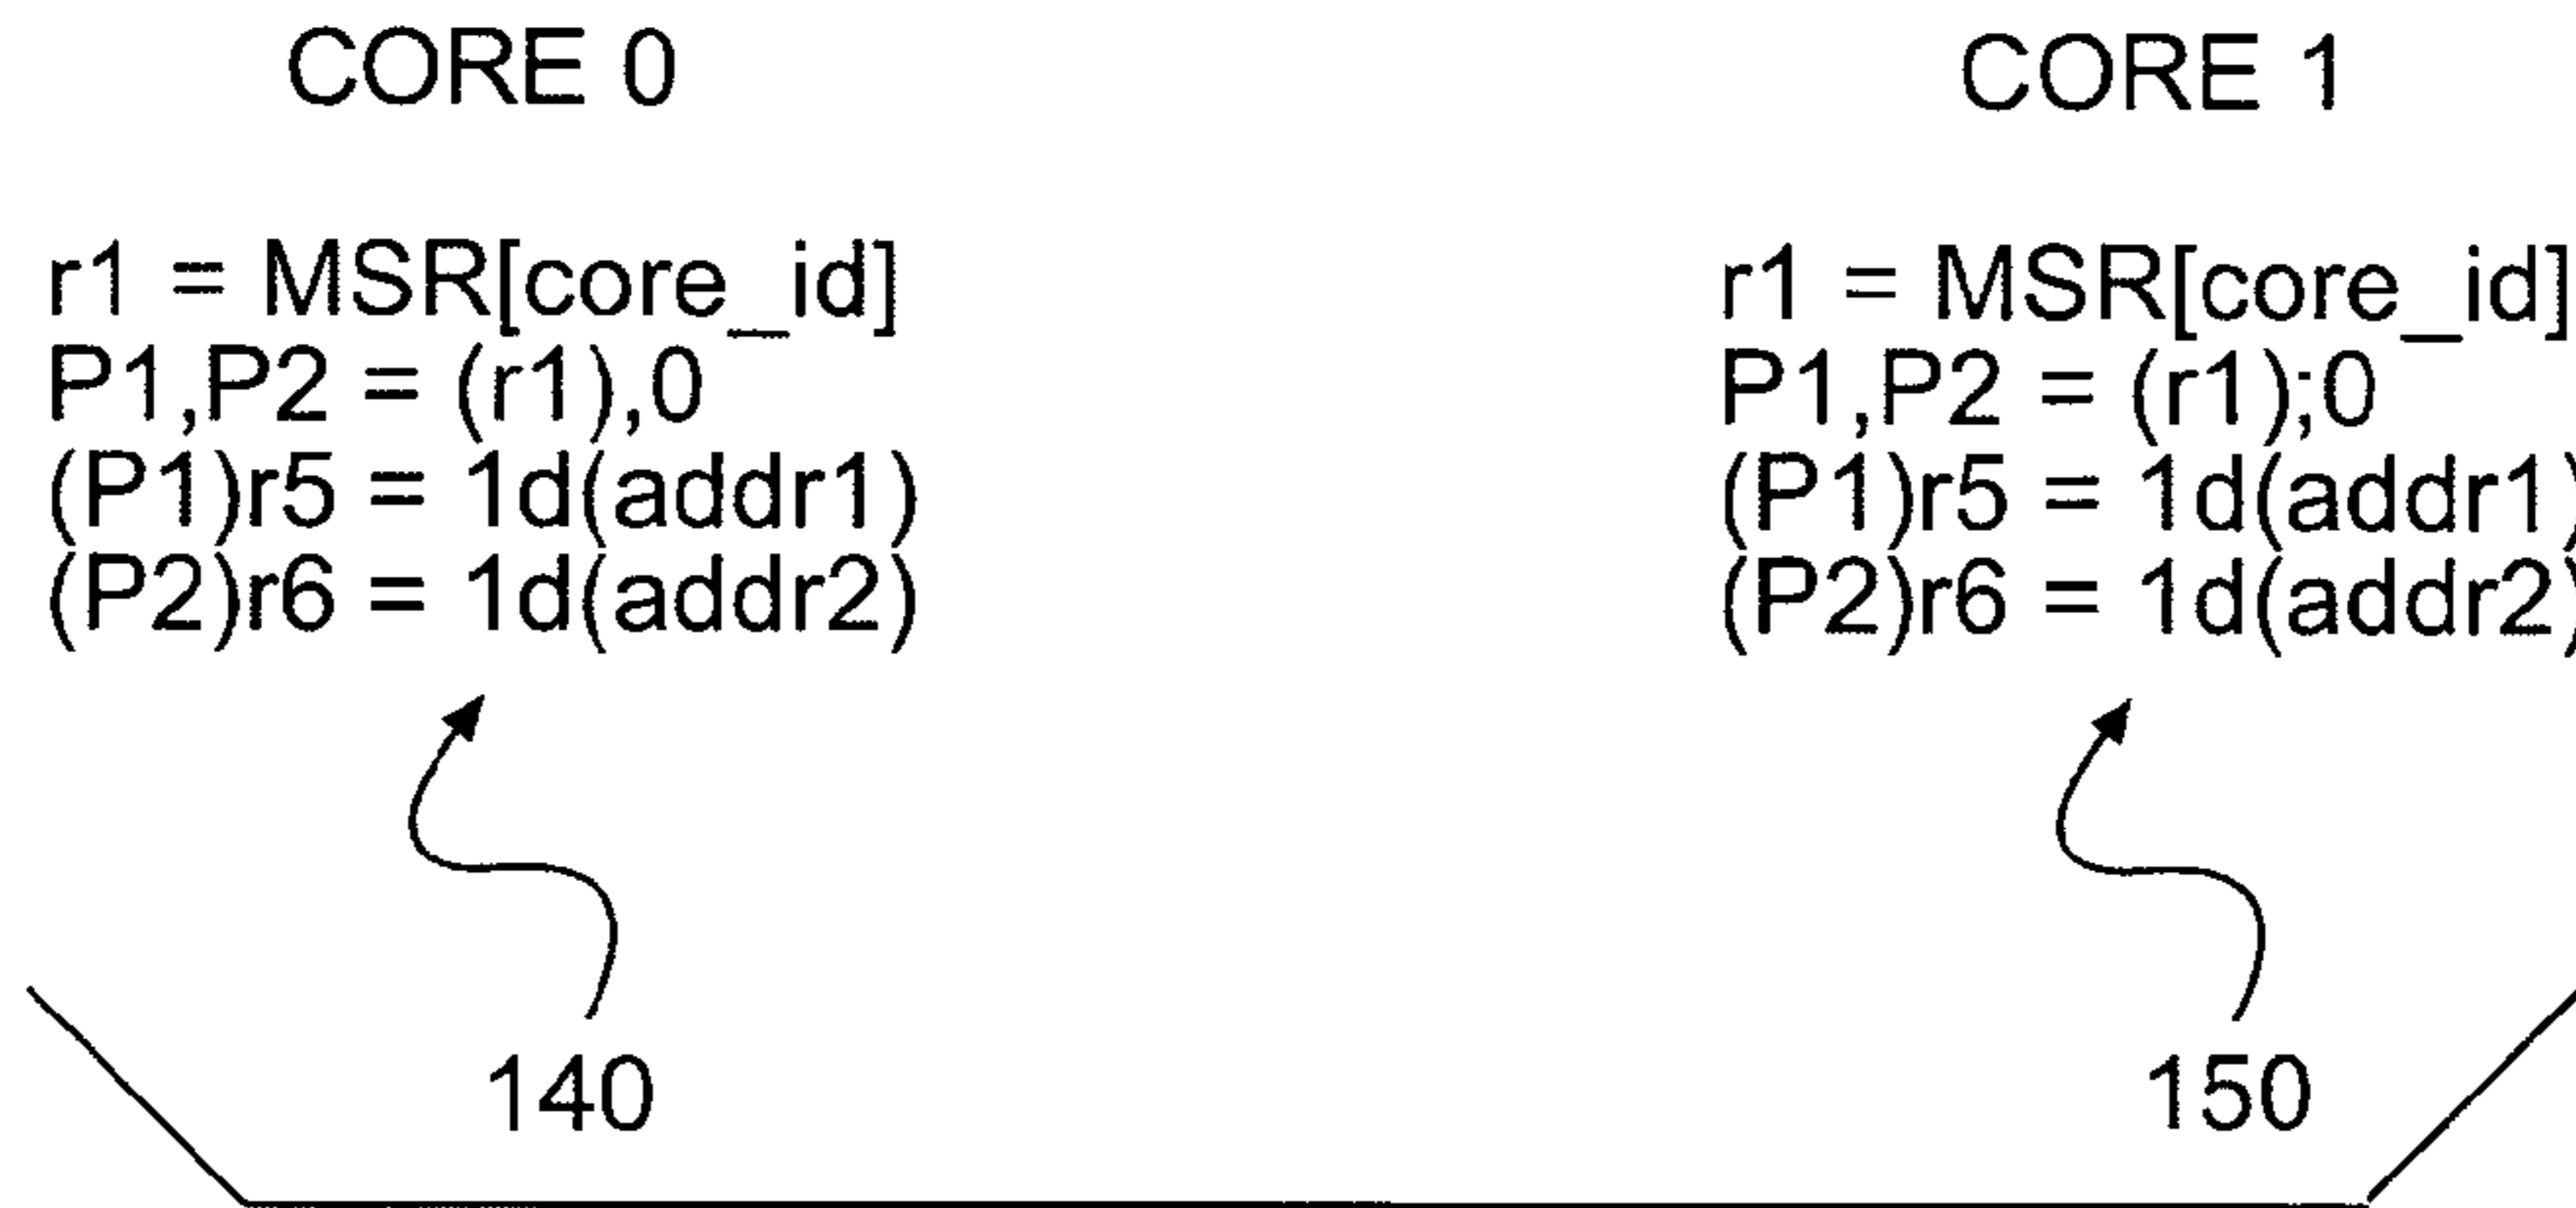 CORE 0
r1 = MSR[core_id]
P1,P2 = (r1),0
(P1)r5 = 1d(addr1)
(P2)r6 = 1d(addr2)
140
CORE 1
r1 = MSR[core_id]
P1,P2 = (r1);0
(P1)r5 = 1d(addr1)
(P2)r6 = 1d(addr2)
150